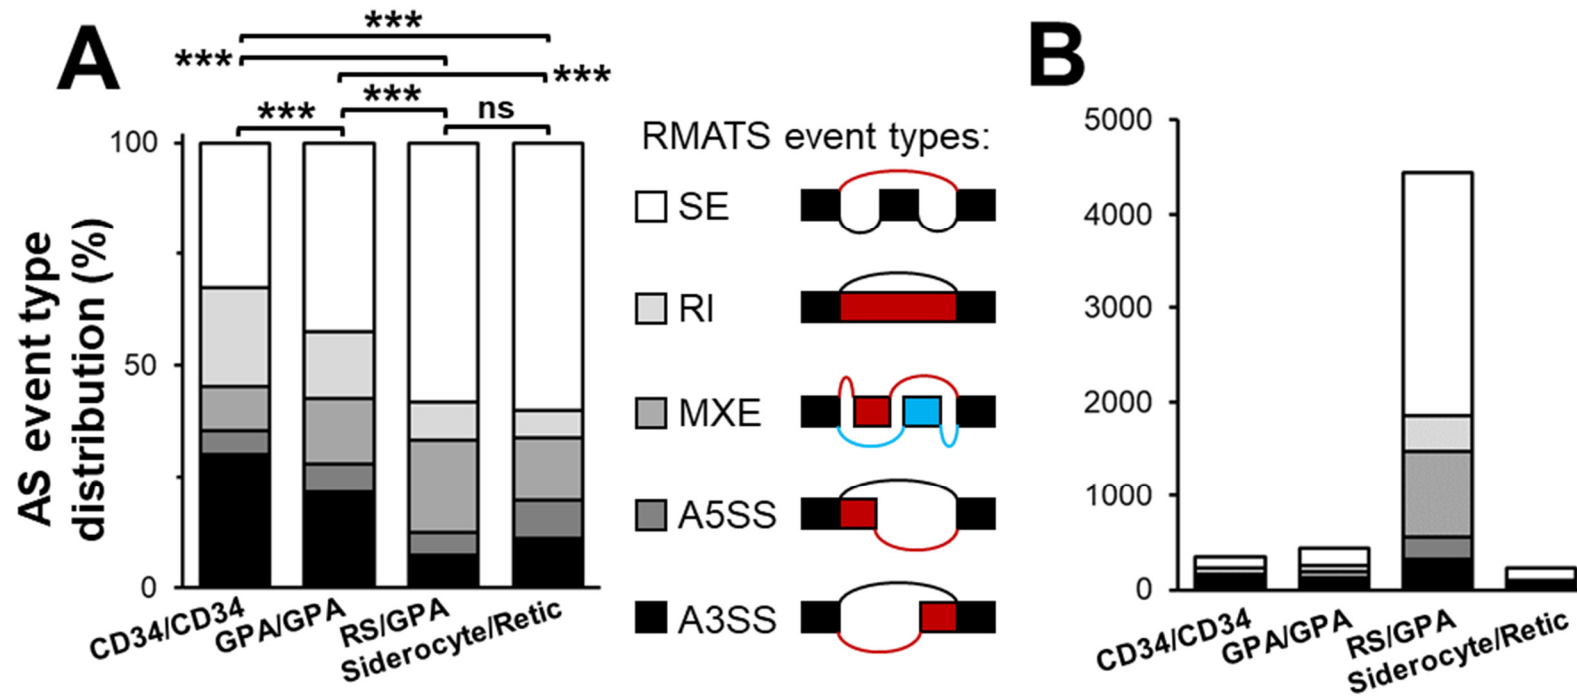 A
***
***
***
***
***
ns
AS event type
distribution (%)
100
50
0
CD34/CD34
GPA/GPA
RS/GPA
Siderocyte/Retic
RMATS event types:
SE
RI
MXE
A5SS
A3SS
B
5000
4000
3000
2000
1000
0
CD34/CD34
GPA/GPA
RS/GPA
Siderocyte/Retic